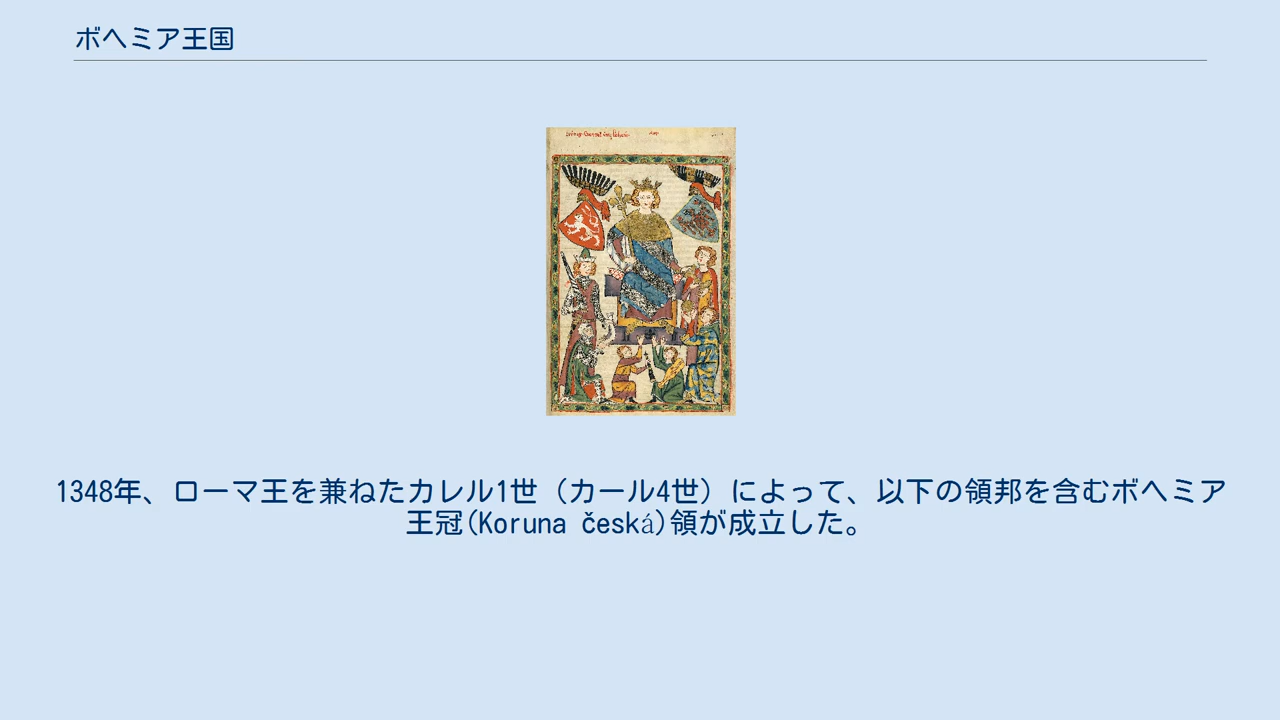 ボヘミア王国
1348年、ローマ王を兼ねたカレル1世（カール4世）によって、以下の領邦を含むボヘミア
王冠(Koruna česká)領が成立した。